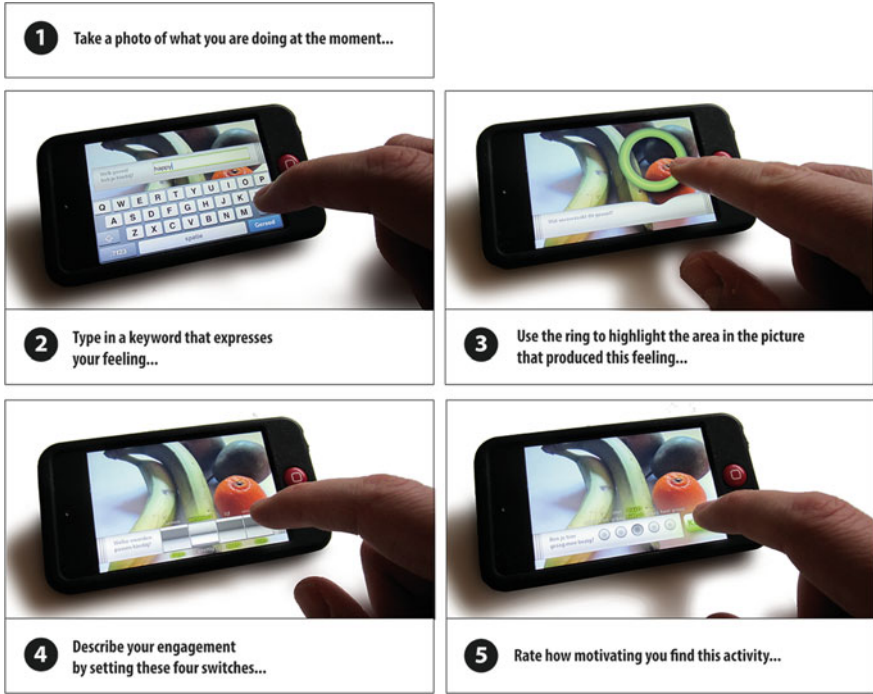 1 Take a photo of what you are doing at the moment...
happy
Q W E R T Y U I O P
A S D F G H J K
Z X C V B N M
.?123 spatie Gereed
2 Type in a keyword that expresses
your feeling...
3 Use the ring to highlight the area in the picture
that produced this feeling...
4 Describe your engagement
by setting these four switches...
5 Rate how motivating you find this activity...